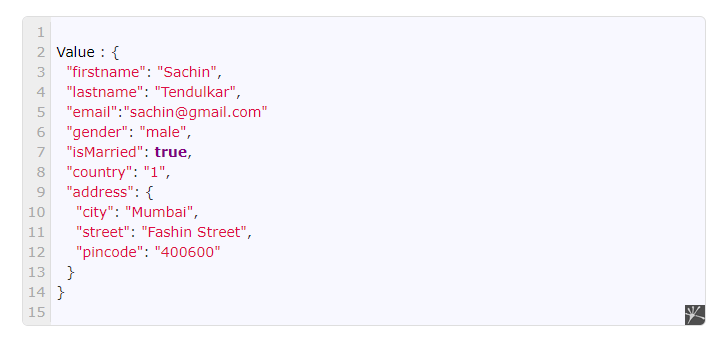 1
2 Value : {
3 "firstname": "Sachin",
4 "lastname": "Tendulkar",
5 "email":"sachin@gmail.com"
6 "gender": "male",
7 "isMarried": true,
8 "country": "1",
9 "address": {
10 "city": "Mumbai",
11 "street": "Fashin Street",
12 "pincode": "400600"
13 }
14 }
15